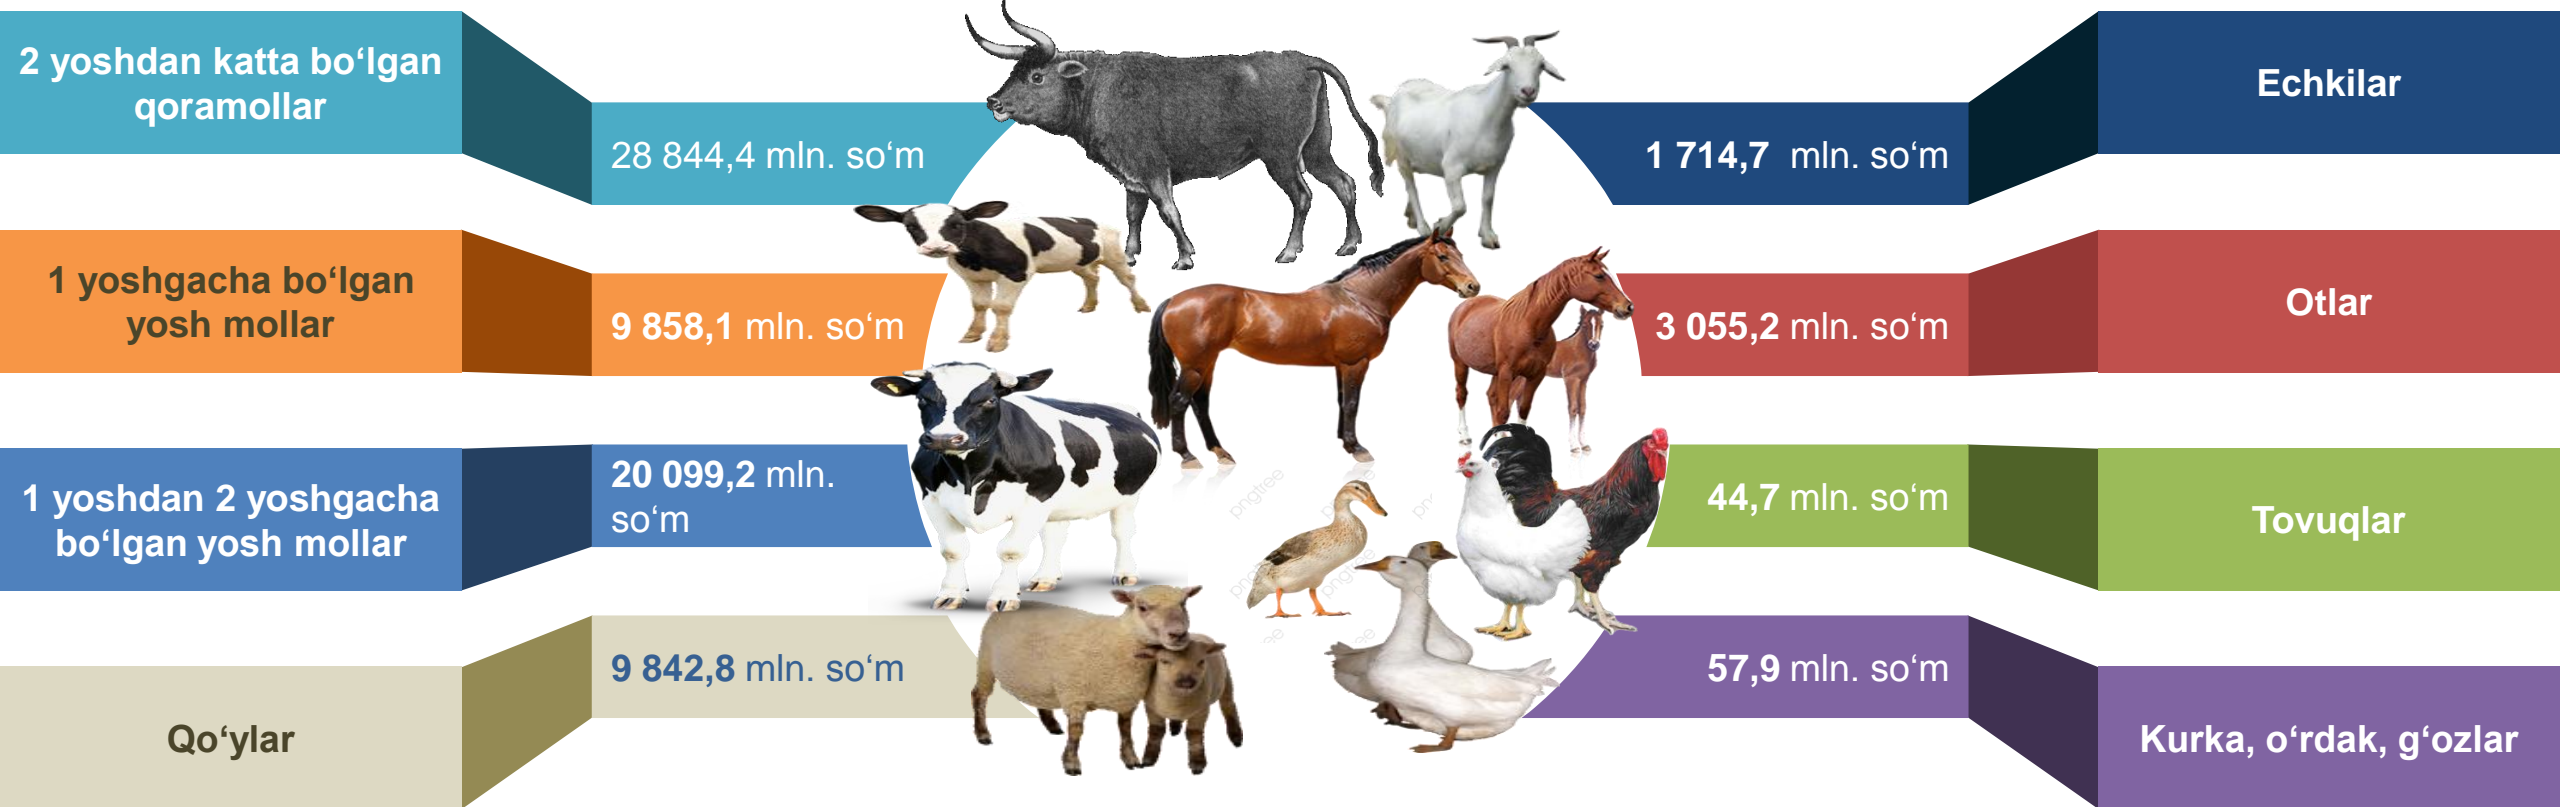 2 yoshdan katta bo‘lgan
qoramollar
28 844,4 mln. so‘m
1 yoshgacha bo‘lgan
yosh mollar
9 858,1 mln. so‘m
1 yoshdan 2 yoshgacha
bo‘lgan yosh mollar
20 099,2 mln.
so‘m
Qo‘ylar
9 842,8 mln. so‘m
1 714,7 mln. so‘m
Echkilar
3 055,2 mln. so‘m
Otlar
44,7 mln. so‘m
Tovuqlar
57,9 mln. so‘m
Kurka, o‘rdak, g‘ozlar
pngtree